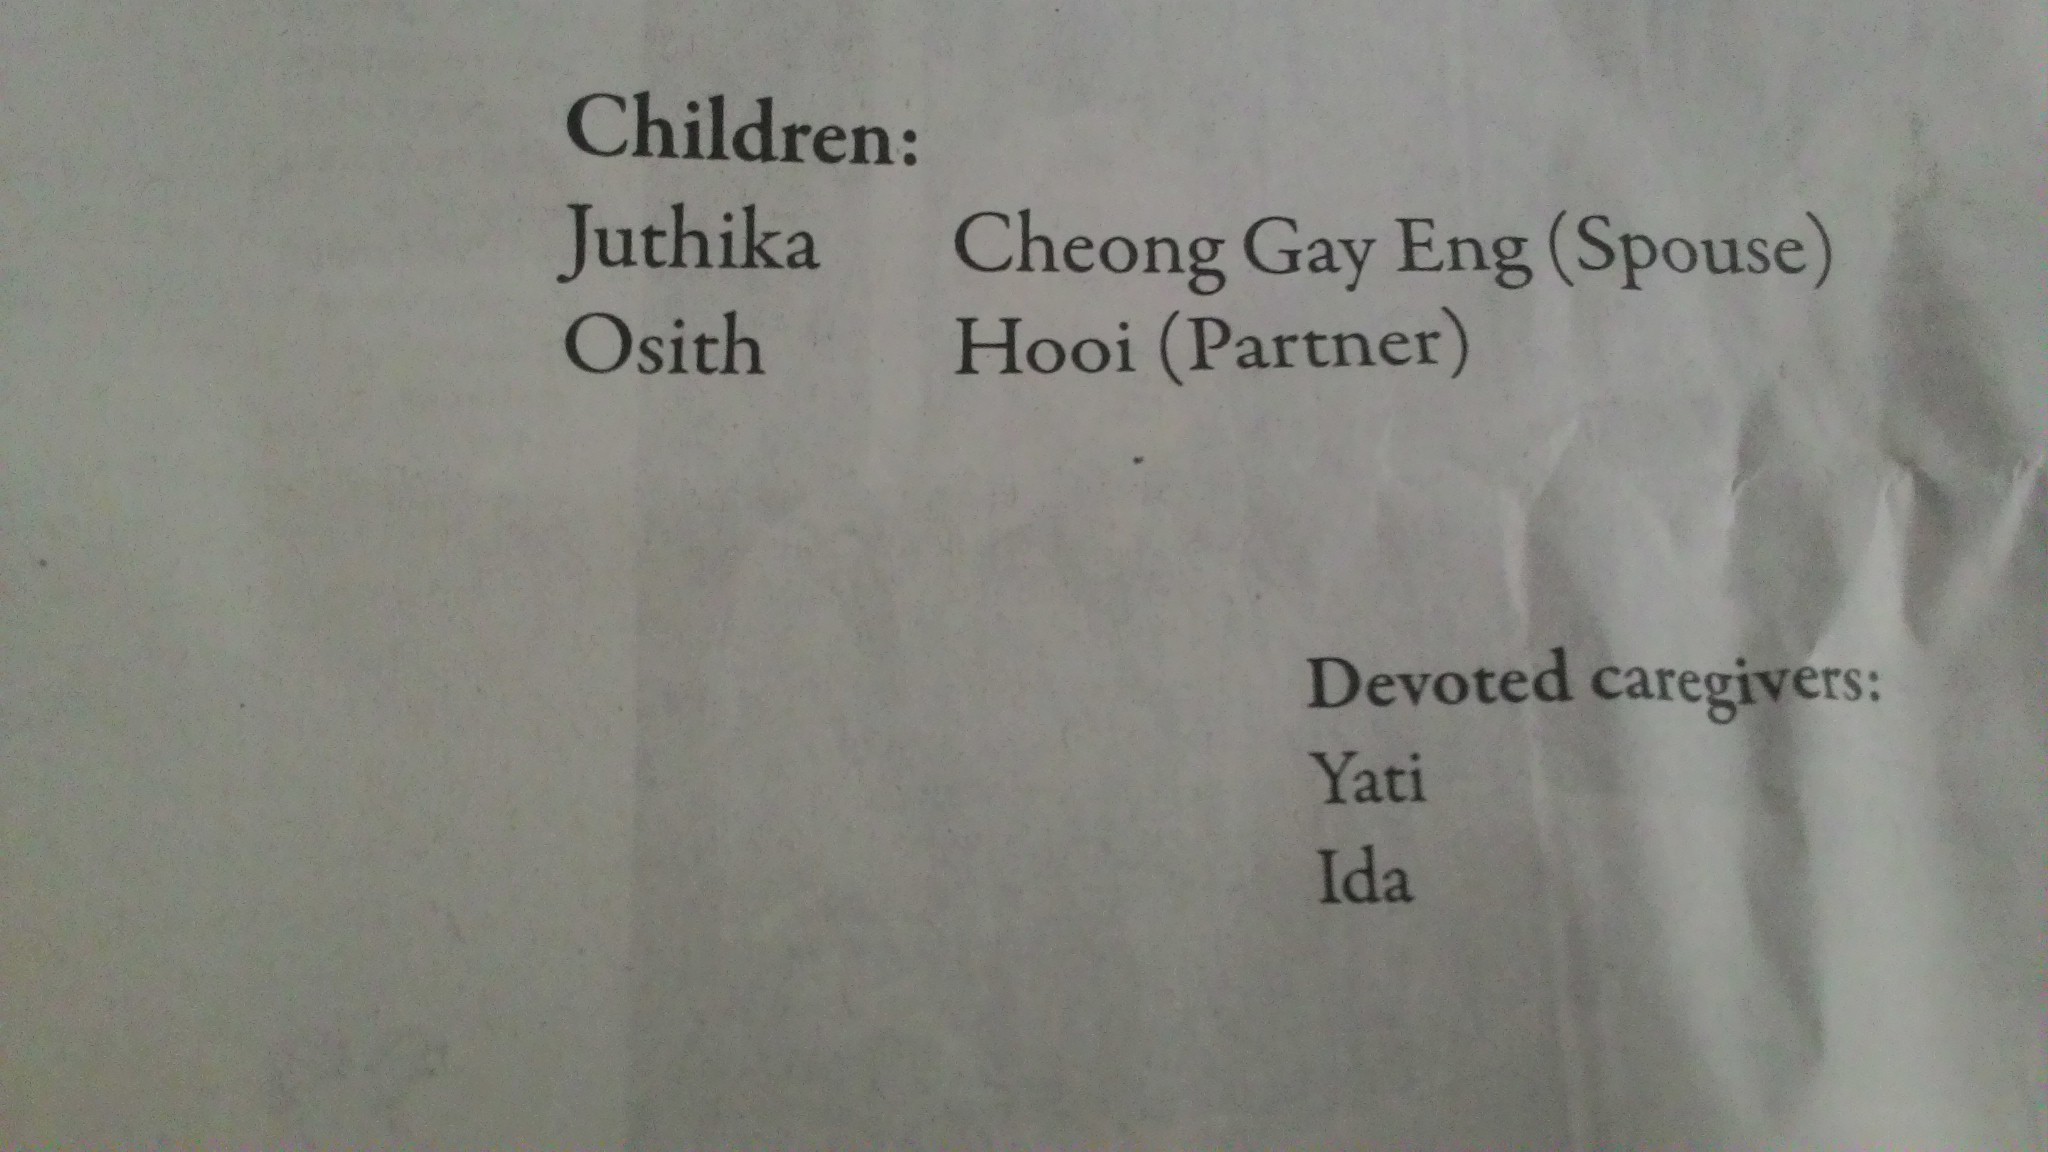 Children:
Juthika Cheong Gay Eng (Spouse)
Osith Hooi (Partner)
Devoted caregivers:
Yati
Ida